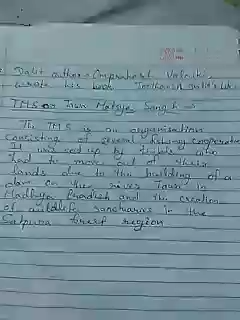 Dalit author Omprakash Valmiki
wrote his book Joothan
TMS or Tawa Matsya Sangh :-
The TMS is an organisation
consisting of several fishing cooperative
It was set up by people who
had to move out of their
lands due to the building of a
dam on the river Tawa in
Madhya Pradesh and the creation
of wildlife sanctuaries in the
Satpura forest region